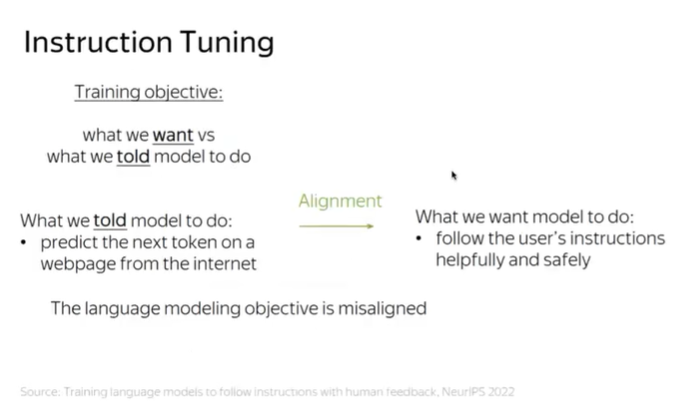 Instruction Tuning
Training objective:
what we want vs
what we told model to do
What we told model to do:
• predict the next token on a
webpage from the internet
Alignment
What we want model to do:
• follow the user's instructions
helpfully and safely
The language modeling objective is misaligned
Source: Training language models to follow instructions with human feedback, NeurIPS 2022